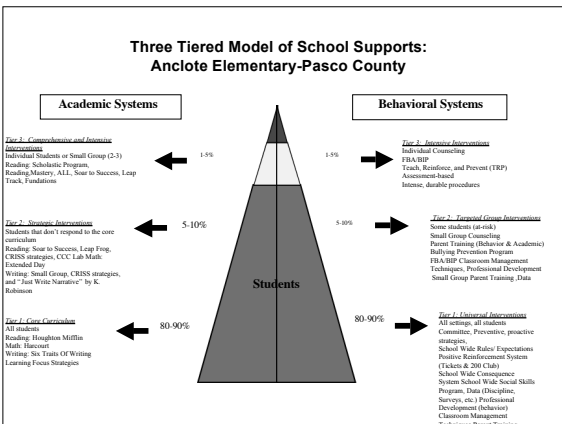 Three Tiered Model of School Supports:
Anclote Elementary-Pasco County
Academic Systems
Behavioral Systems
Tier 3: Comprehensive and Intensive
Interventions
Individual Students or Small Group (2-3)
Reading: Scholastic Program,
Reading,Mastery, ALL, Soar to Success, Leap
Track, Fundations
1-5%
1-5%
Tier 3: Intensive Interventions
Individual Counseling
FBA/BIP
Teach, Reinforce, and Prevent (TRP)
Assessment-based
Intense, durable procedures
Tier 2: Strategic Interventions
Students that don't respond to the core
curriculum
Reading: Soar to Success, Leap Frog,
CRISS strategies, CCC Lab Math:
Extended Day
Writing: Small Group, CRISS strategies,
and "Just Write Narrative" by K.
Robinson
5-10%
5-10%
Tier 2: Targeted Group Interventions
Some students (at-risk)
Small Group Counseling
Parent Training (Behavior & Academic)
Bullying Prevention Program
FBA/BIP Classroom Management
Techniques, Professional Development
Small Group Parent Training ,Data
Students
Tier 1: Core Curriculum
All students
Reading: Houghton Mifflin
Math: Harcourt
Writing: Six Traits Of Writing
Learning Focus Strategies
80-90%
80-90%
Tier 1: Universal Interventions
All settings, all students
Committee, Preventive, proactive
strategies,
School Wide Rules/ Expectations
Positive Reinforcement System
(Tickets & 200 Club)
School Wide Consequence
System School Wide Social Skills
Program, Data (Discipline,
Surveys, etc.) Professional
Development (behavior)
Classroom Management
Techniques Parent Training